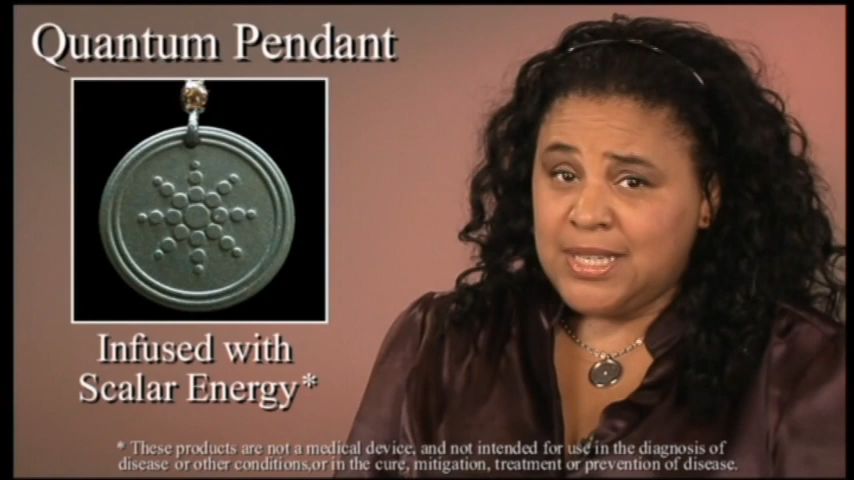 Quantum Pendant
Infused with
Scalar Energy*
* These products are not a medical device, and not intended for use in the diagnosis of
disease or other conditions,or in the cure, mitigation, treatment or prevention of disease.